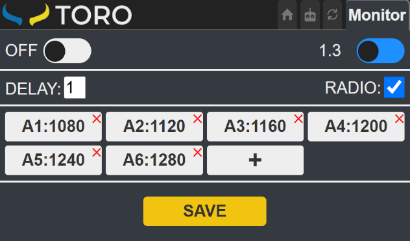 TORO Monitor
OFF 1.3
DELAY: 1 RADIO:
A1:1080 A2:1120 A3:1160 A4:1200
A5:1240 A6:1280 +
SAVE